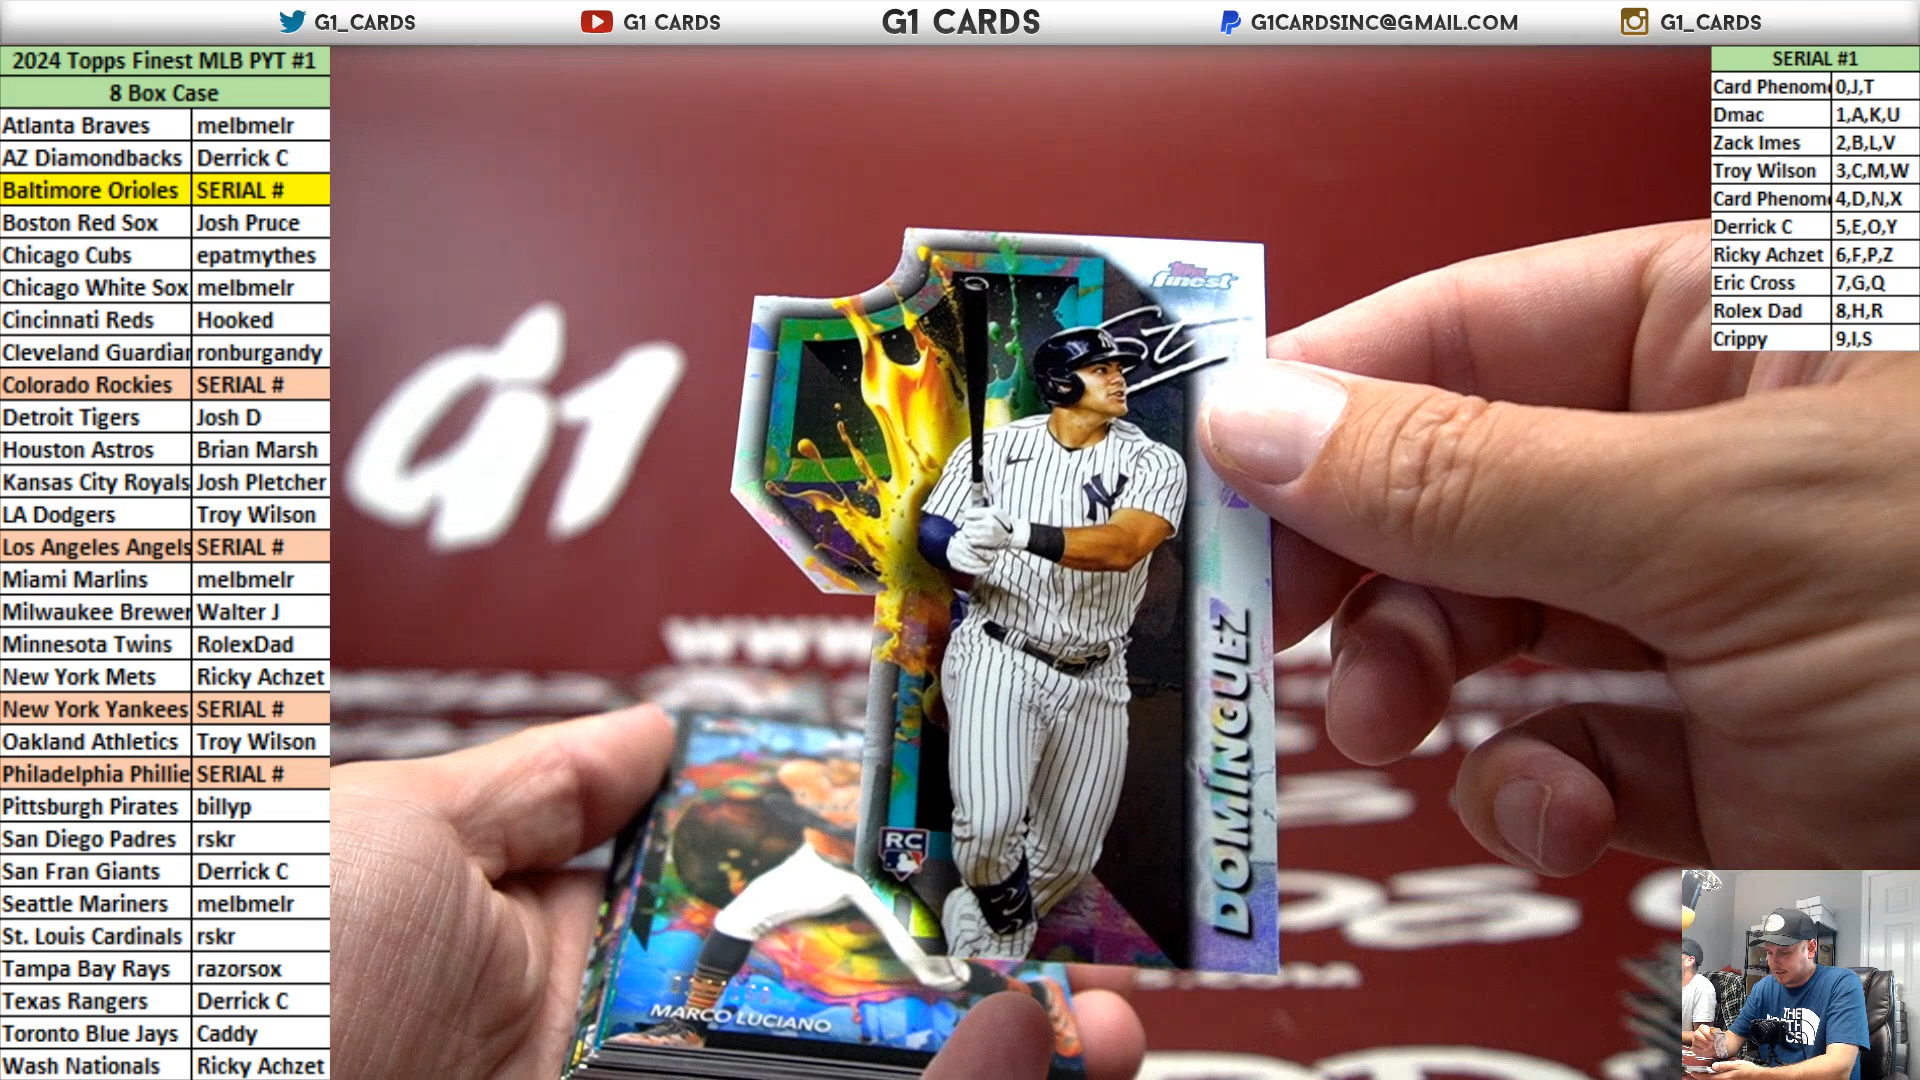 G1_CARDS
G1 CARDS
G1 CARDS
G1CARDSINC@GMAIL.COM
G1_CARDS
2024 Topps Finest MLB PYT #1
8 Box Case
Atlanta Braves melbmelr
AZ Diamondbacks Derrick C
Baltimore Orioles SERIAL #
Boston Red Sox Josh Pruce
Chicago Cubs epatmythes
Chicago White Sox melbmelr
Cincinnati Reds Hooked
Cleveland Guardian ronburgandy
Colorado Rockies SERIAL #
Detroit Tigers Josh D
Houston Astros Brian Marsh
Kansas City Royals Josh Pletcher
LA Dodgers Troy Wilson
Los Angeles Angels SERIAL #
Miami Marlins melbmelr
Milwaukee Brewer Walter J
Minnesota Twins RolexDad
New York Mets Ricky Achzet
New York Yankees SERIAL #
Oakland Athletics Troy Wilson
Philadelphia Phillie SERIAL #
Pittsburgh Pirates billyp
San Diego Padres rskr
San Fran Giants Derrick C
Seattle Mariners melbmelr
St. Louis Cardinals rskr
Tampa Bay Rays razorsox
Texas Rangers Derrick C
Toronto Blue Jays Caddy
Wash Nationals Ricky Achzet
SERIAL #1
Card Phenom 0,J,T
Dmac 1,A,K,U
Zack Imes 2,B,L,V
Troy Wilson 3,C,M,W
Card Phenom 4,D,N,X
Derrick C 5,E,O,Y
Ricky Achzet 6,F,P,Z
Eric Cross 7,G,Q
Rolex Dad 8,H,R
Crippy 9,I,S
G1
www.
Topps
finest
NY
DOMÍNGUEZ
RC
MARCO LUCIANO
THE
NORTH
FACE